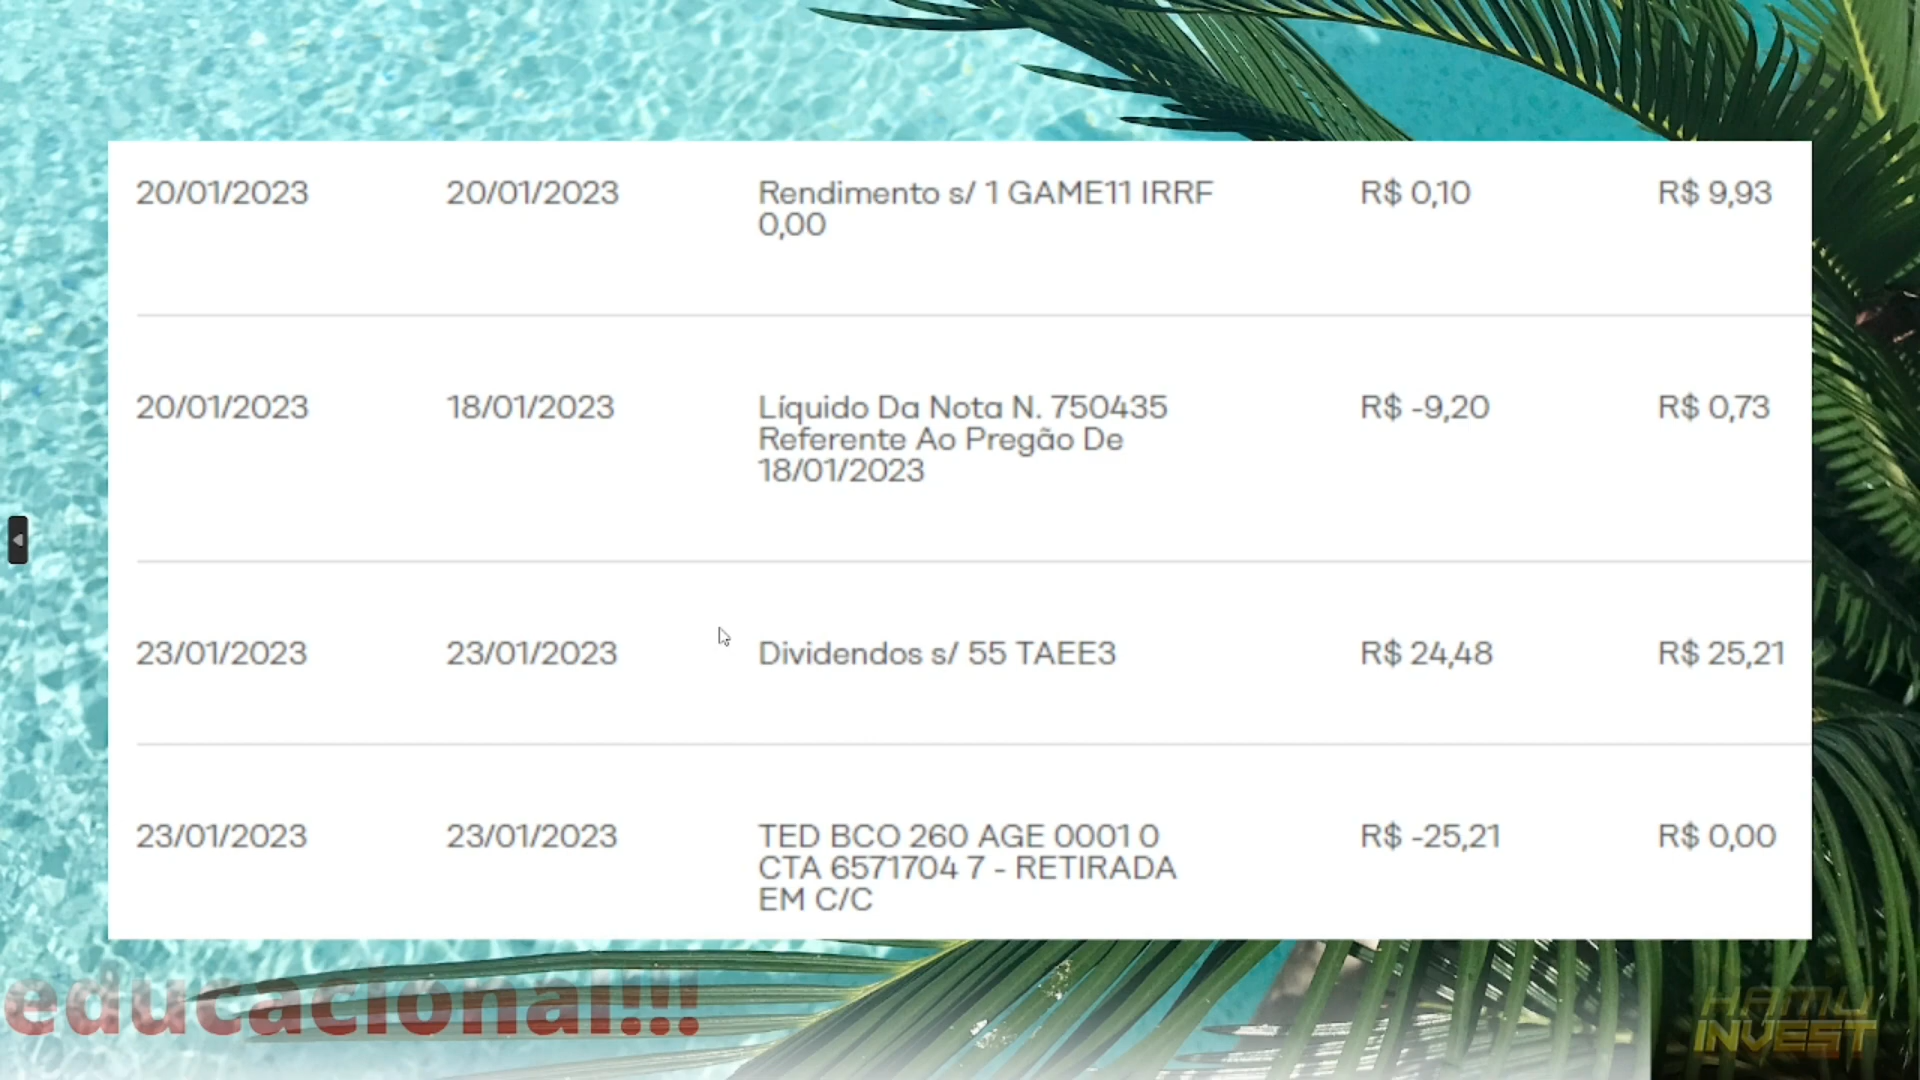 20/01/2023 20/01/2023 Rendimento s/ 1 GAME11 IRRF R$ 0,10 R$ 9,93
0,00
20/01/2023 18/01/2023 Líquido Da Nota N. 750435 R$ -9,20 R$ 0,73
Referente Ao Pregão De
18/01/2023
23/01/2023 23/01/2023 Dividendos s/ 55 TAEE3 R$ 24,48 R$ 25,21
23/01/2023 23/01/2023 TED BCO 260 AGE 0001 0 R$ -25,21 R$ 0,00
CTA 6571704 7 - RETIRADA
EM C/C
educacional!!!
HAMU
INVEST